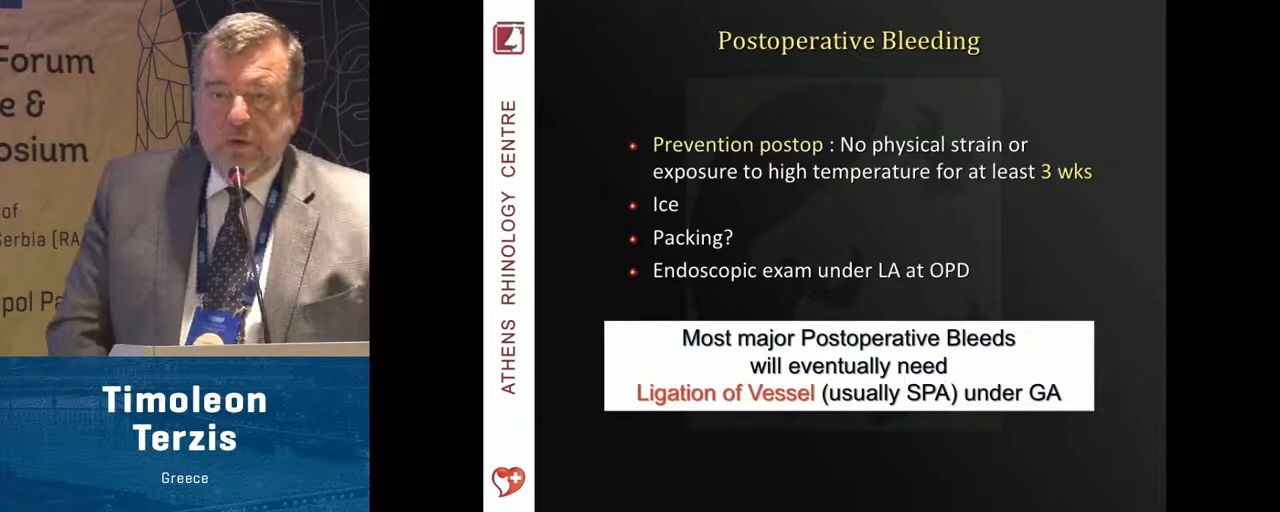 Forum
e &
osium
of
Serbia (RA
pol Pa
Timoleon
Terzis
Greece
ATHENS RHINOLOGY CENTRE
Postoperative Bleeding
Prevention postop : No physical strain or
exposure to high temperature for at least 3 wks
Ice
Packing?
Endoscopic exam under LA at OPD
Most major Postoperative Bleeds
will eventually need
Ligation of Vessel (usually SPA) under GA